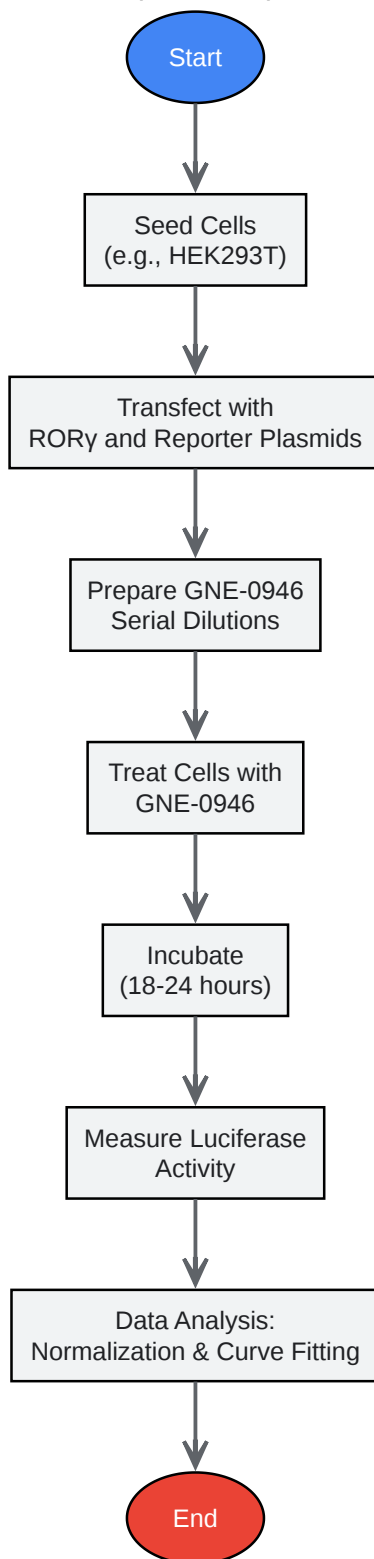 Start
Seed Cells
(e.g., HEK293T)
Transfect with
RORγ and Reporter Plasmids
Prepare GNE-0946
Serial Dilutions
Treat Cells with
GNE-0946
Incubate
(18-24 hours)
Measure Luciferase
Activity
Data Analysis:
Normalization & Curve Fitting
End